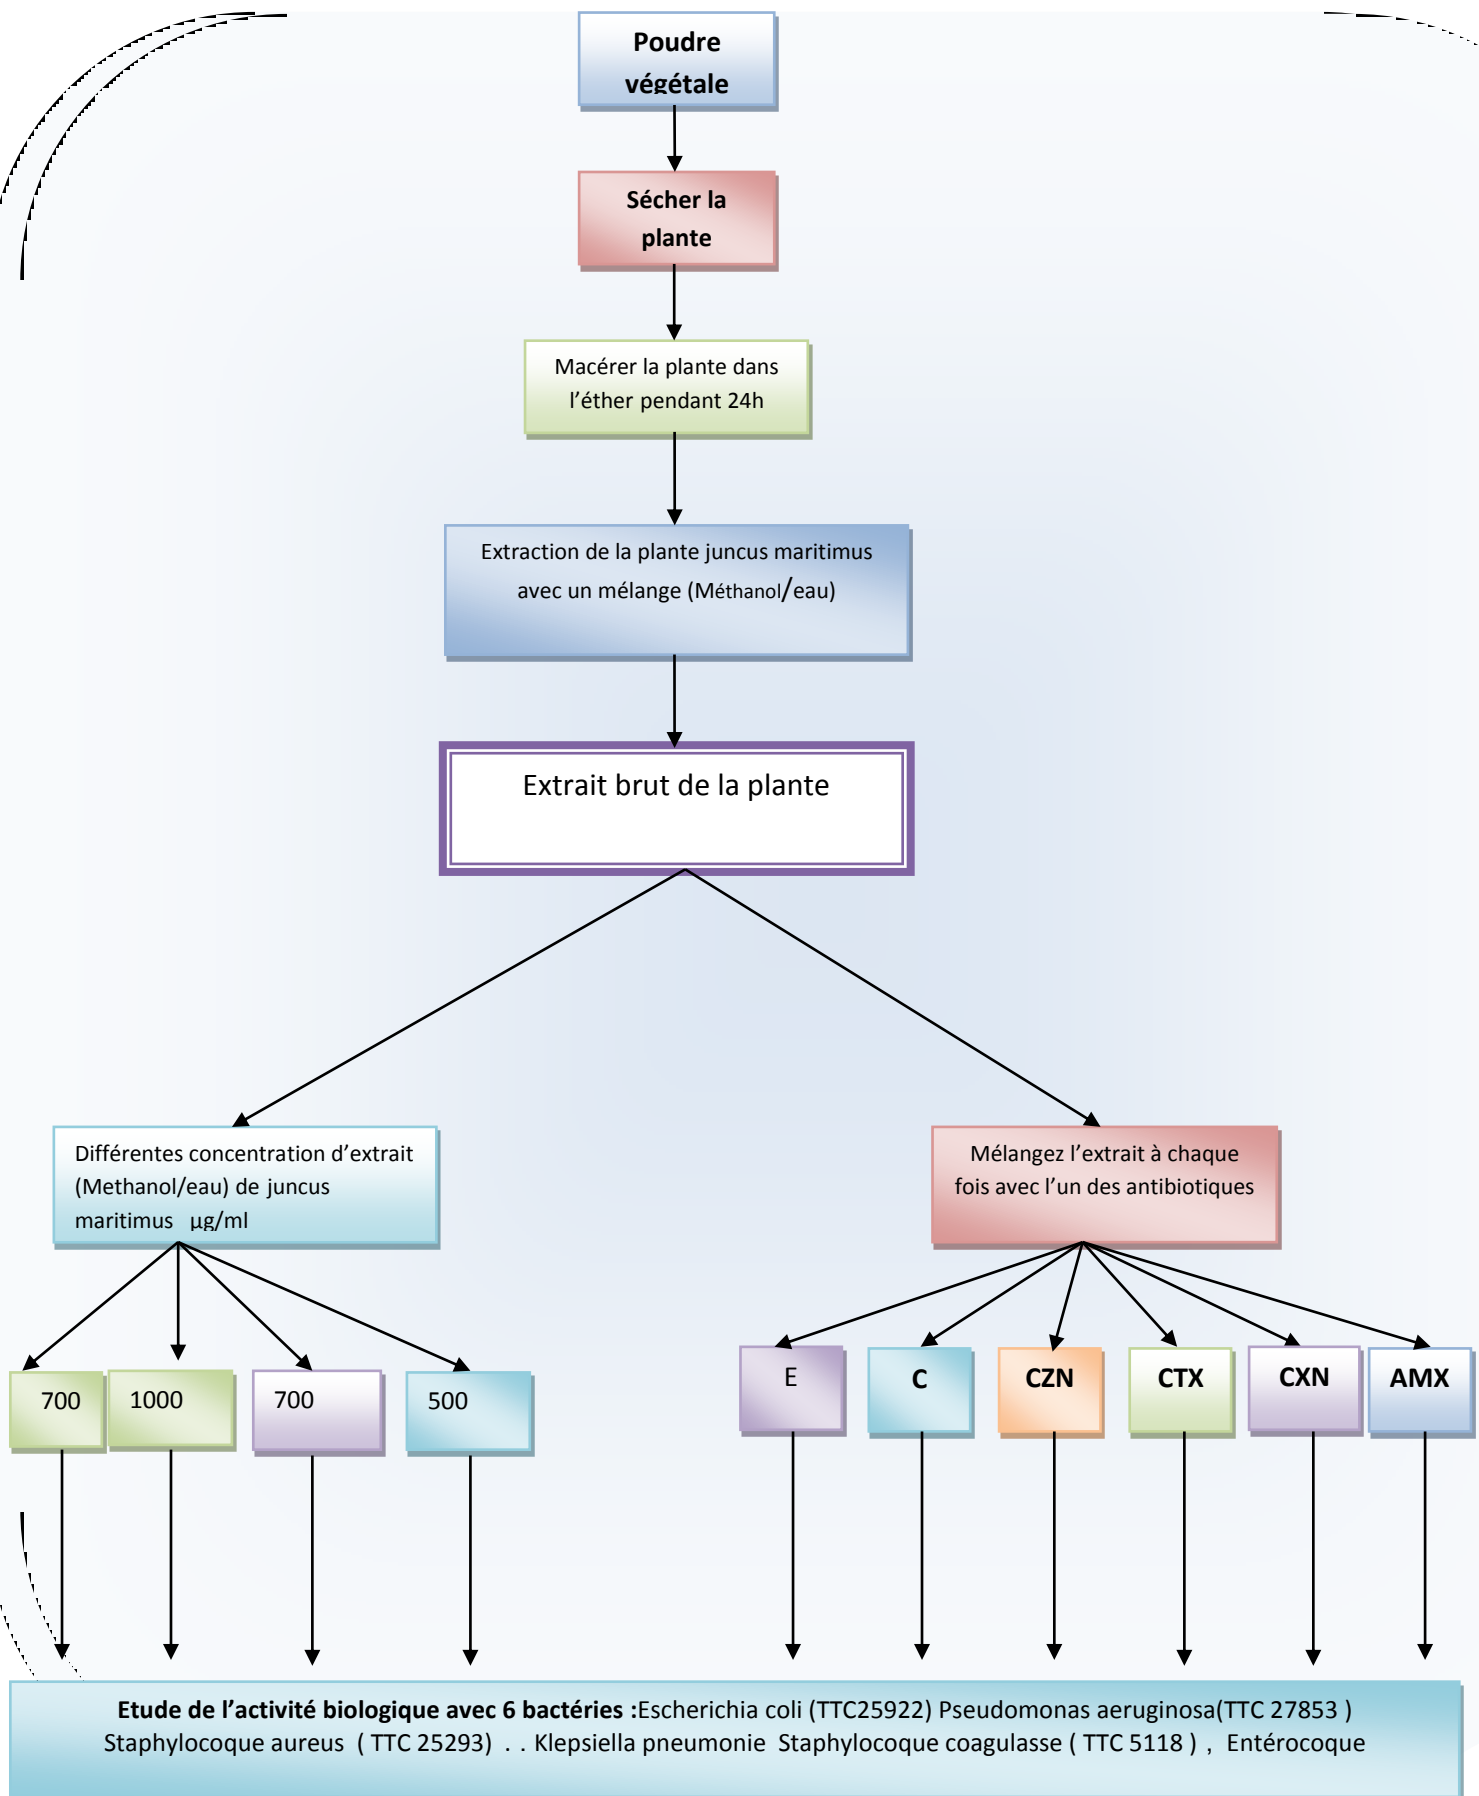 Poudre
végétale
Sécher la
plante
Macérer la plante dans
l’éther pendant 24h
Extraction de la plante juncus maritimus
avec un mélange (Méthanol/eau)
Extrait brut de la plante
Différentes concentration d’extrait
(Methanol/eau) de juncus
maritimus µg/ml
Mélangez l’extrait à chaque
fois avec l’un des antibiotiques
700
1000
700
500
E
C
CZN
CTX
CXN
AMX
Etude de l’activité biologique avec 6 bactéries :Escherichia coli (TTC25922) Pseudomonas aeruginosa(TTC 27853 )
Staphylocoque aureus ( TTC 25293) . . Klepsiella pneumonie Staphylocoque coagulasse ( TTC 5118 ) , Entérocoque